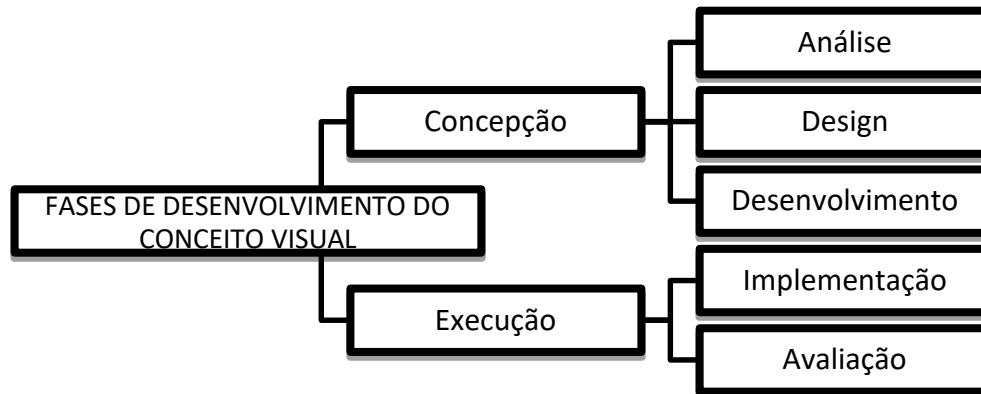 FASES DE DESENVOLVIMENTO DO
CONCEITO VISUAL
Concepção
Análise
Design
Desenvolvimento
Execução
Implementação
Avaliação